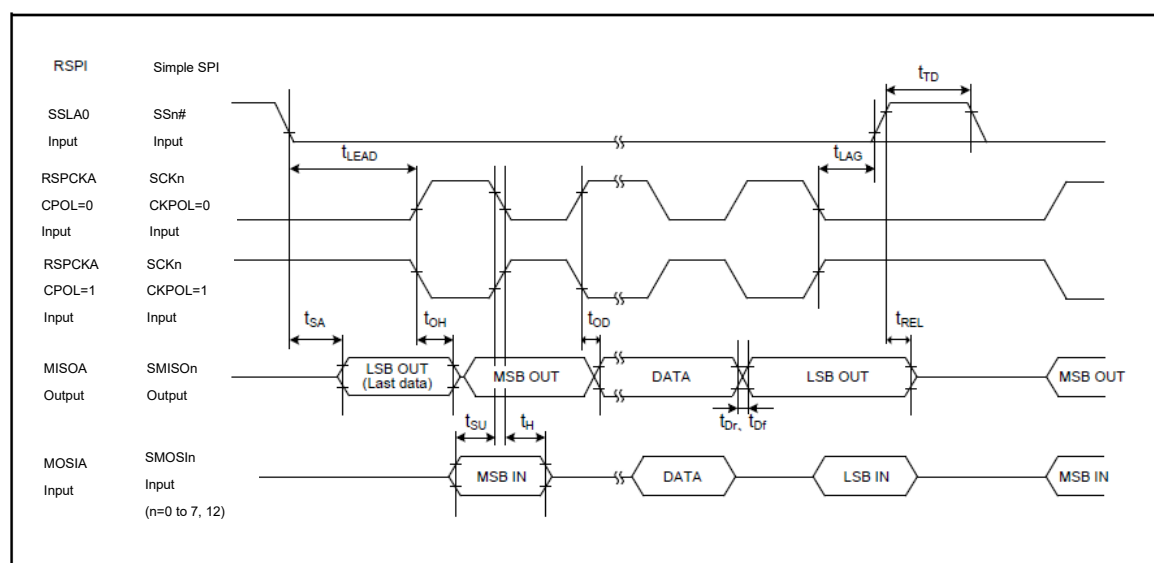 RSPI Simple SPI
tTD
SSLA0 SSn#
Input Input
tLEAD
tLAG
RSPCKA SCKn
CPOL=0 CKPOL=0
Input Input
RSPCKA SCKn
CPOL=1 CKPOL=1
Input Input
tSA
tOH
tOD
tREL
MISOA SMISOn
Output Output
LSB OUT
(Last data)
MSB OUT
DATA
LSB OUT
MSB OUT
tSU
tH
tDr、tDf
MOSIA SMOSIn
Input Input
(n=0 to 7, 12)
MSB IN
DATA
LSB IN
MSB IN